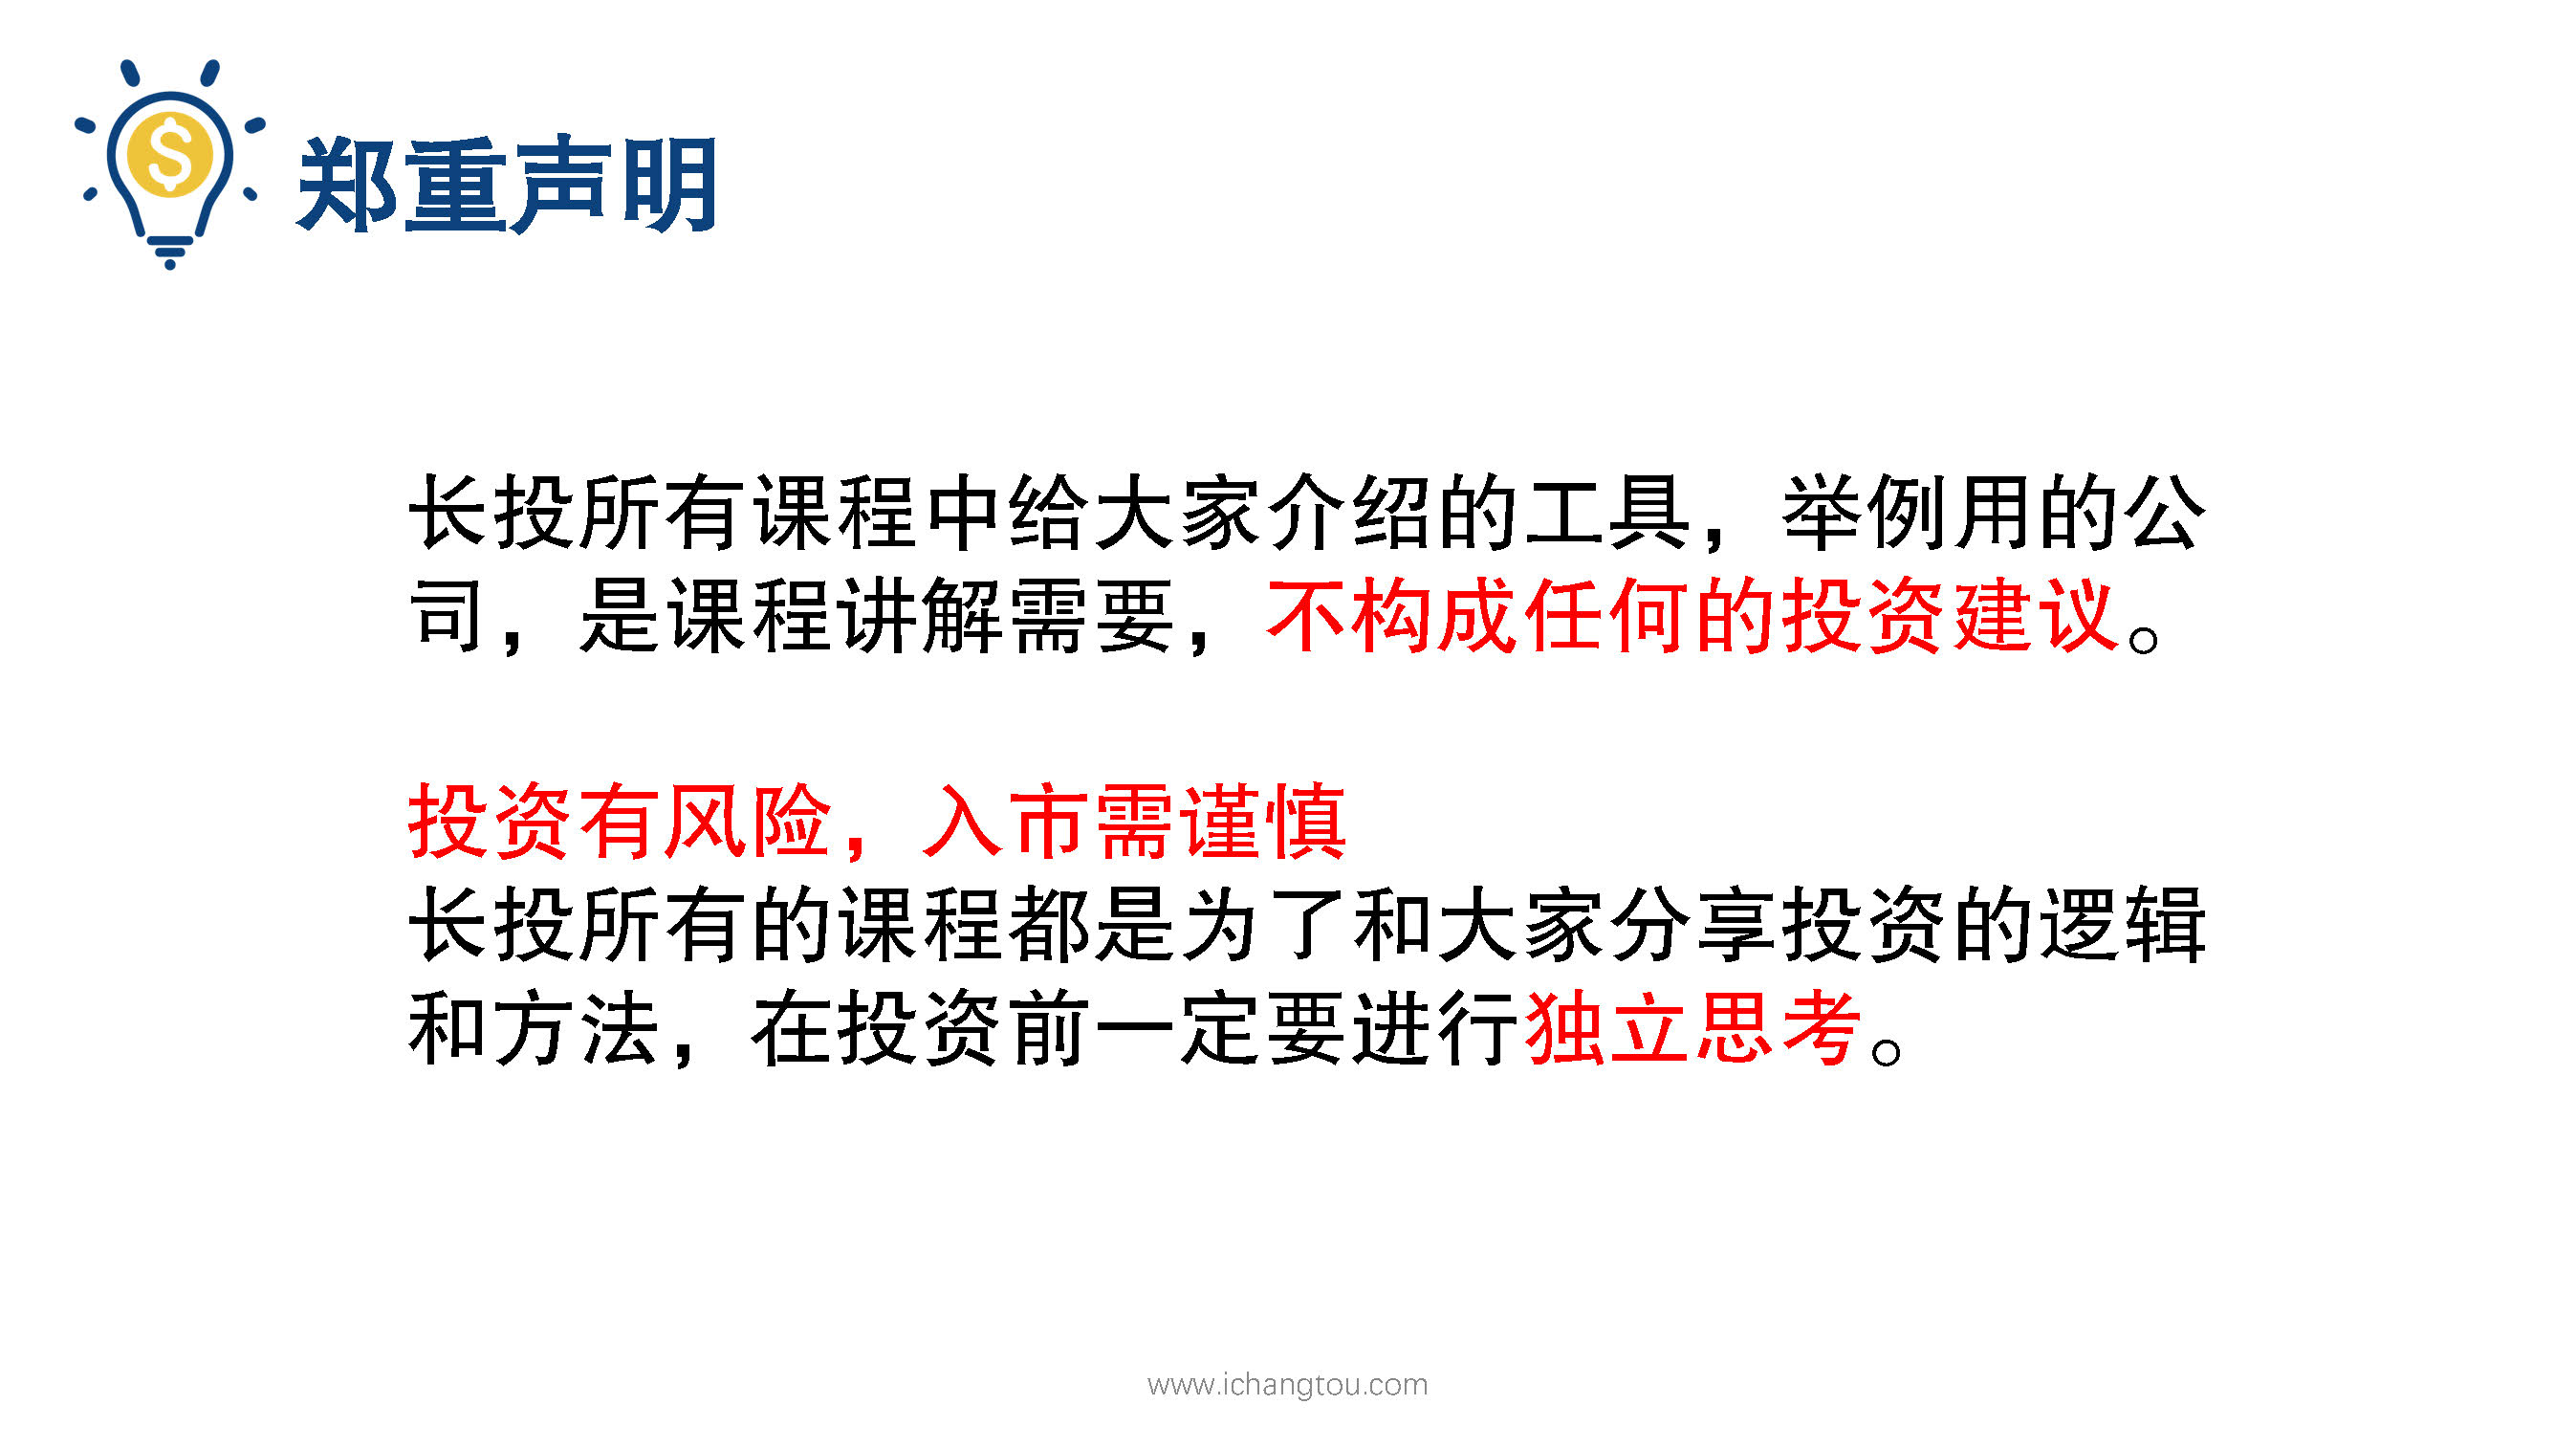 郑重声明
长投所有课程中给大家介绍的工具，举例用的公
司，是课程讲解需要，不构成任何的投资建议。
投资有风险，入市需谨慎
长投所有的课程都是为了和大家分享投资的逻辑
和方法，在投资前一定要进行独立思考。
www.ichangtou.com